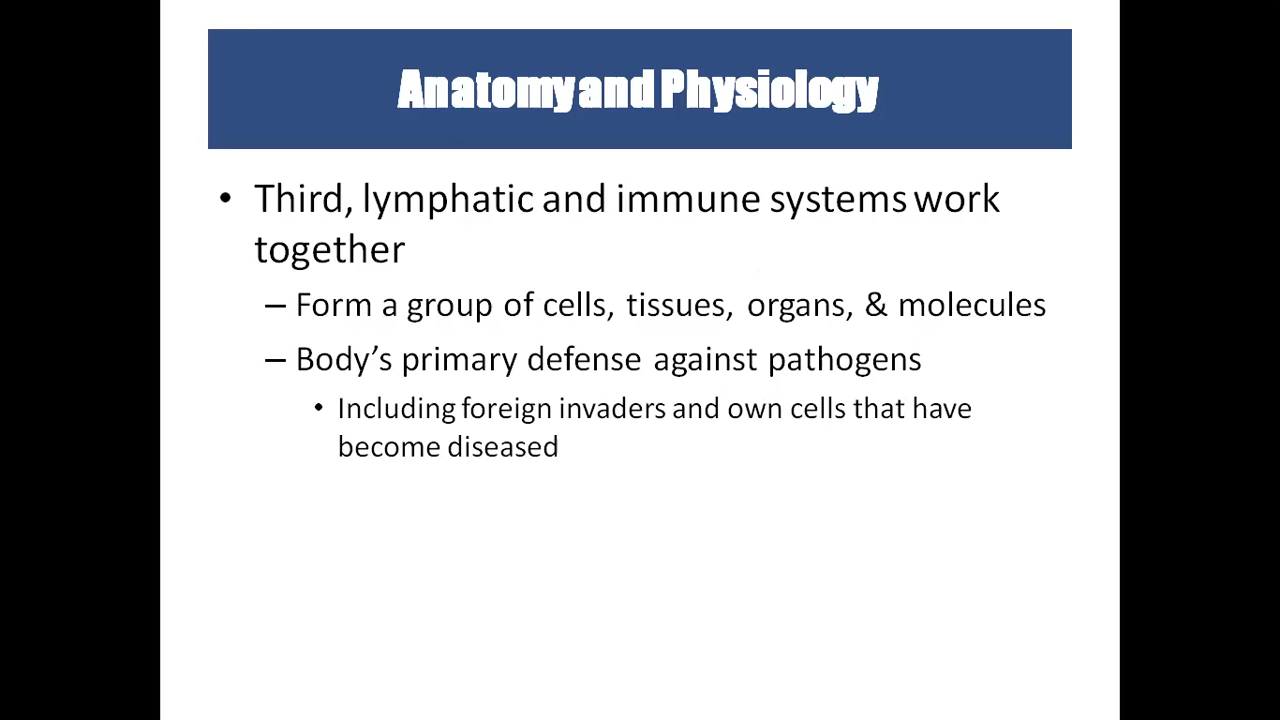 Anatomy and Physiology
• Third, lymphatic and immune systems work
together
– Form a group of cells, tissues, organs, & molecules
– Body’s primary defense against pathogens
• Including foreign invaders and own cells that have
become diseased